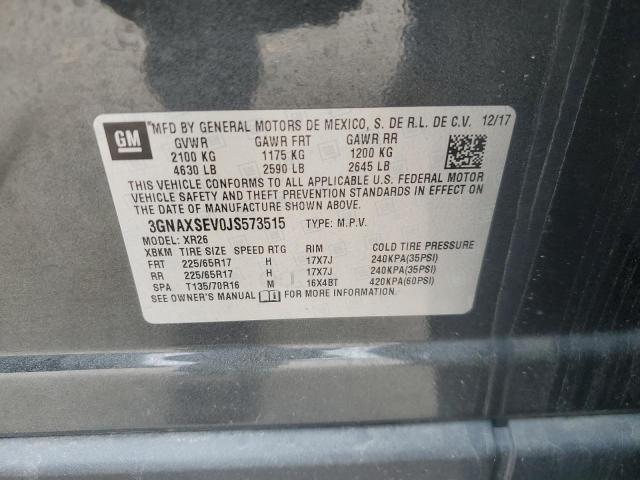 GM
*MFD BY GENERAL MOTORS DE MEXICO, S. DE R.L. DE C.V. 12/17
GVWR GAWR FRT GAWR RR
2100 KG 1175 KG 1200 KG
4630 LB 2590 LB 2645 LB
THIS VEHICLE CONFORMS TO ALL APPLICABLE U.S. FEDERAL MOTOR
VEHICLE SAFETY AND THEFT PREVENTION STANDARDS IN EFFECT ON
THE DATE OF MANUFACTURE SHOWN ABOVE.
3GNAXSEV0JS573515 TYPE: M.P.V.
MODEL: XR26
XBKM TIRE SIZE SPEED RTG RIM COLD TIRE PRESSURE
FRT 225/65R17 H 17X7J 240KPA(35PSI)
RR 225/65R17 H 17X7J 240KPA(35PSI)
SPA T135/70R16 M 16X4BT 420KPA(60PSI)
SEE OWNER'S MANUAL FOR MORE INFORMATION.